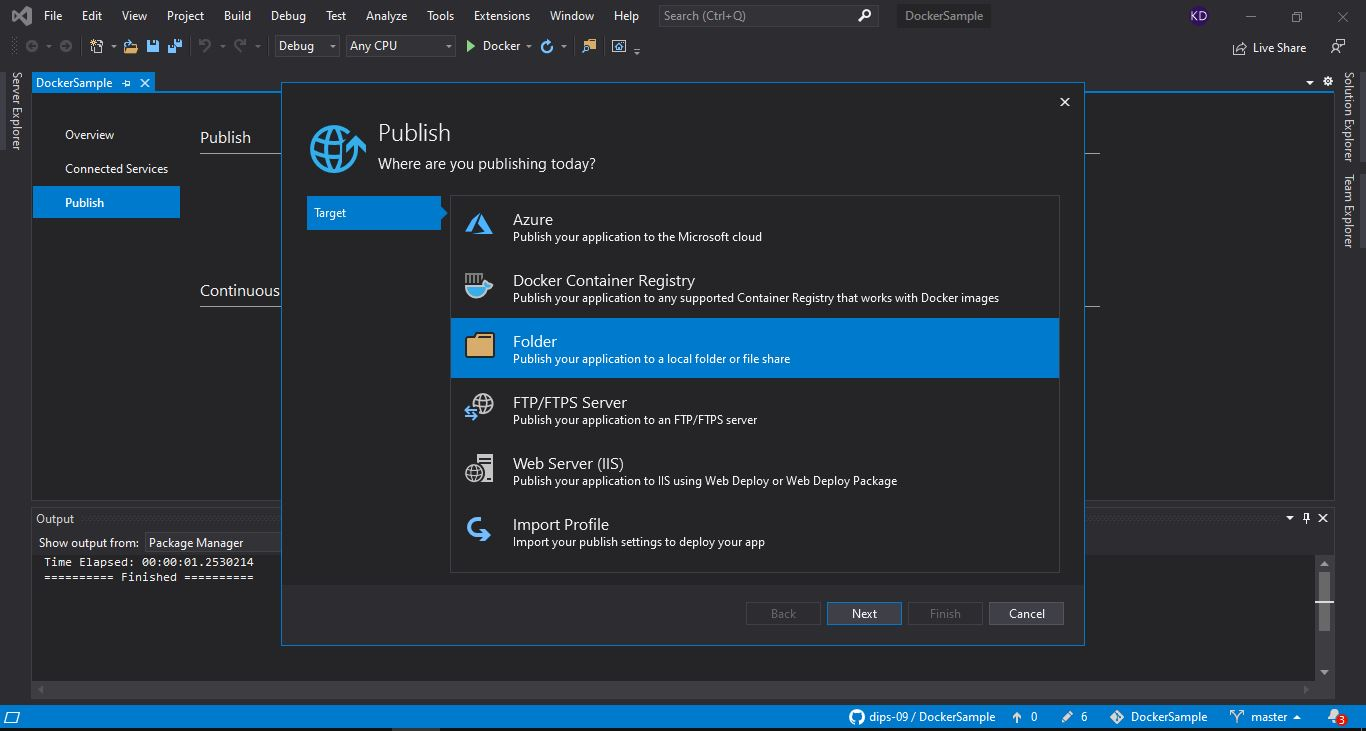 File Edit View Project Build Debug Test Analyze Tools Extensions Window Help Search (Ctrl+Q) DockerSample KD
Debug Any CPU Docker Live Share
Server Explorer
DockerSample
Overview
Connected Services
Publish
Publish
Continuous
Publish
Where are you publishing today?
Target
Azure
Publish your application to the Microsoft cloud
Docker Container Registry
Publish your application to any supported Container Registry that works with Docker images
Folder
Publish your application to a local folder or file share
FTP/FTPS Server
Publish your application to an FTP/FTPS server
Web Server (IIS)
Publish your application to IIS using Web Deploy or Web Deploy Package
Import Profile
Import your publish settings to deploy your app
Back Next Finish Cancel
Solution Explorer
Team Explorer
Output
Show output from: Package Manager
Time Elapsed: 00:00:01.2530214
========== Finished ==========
dips-09 / DockerSample 0 6 DockerSample master 3